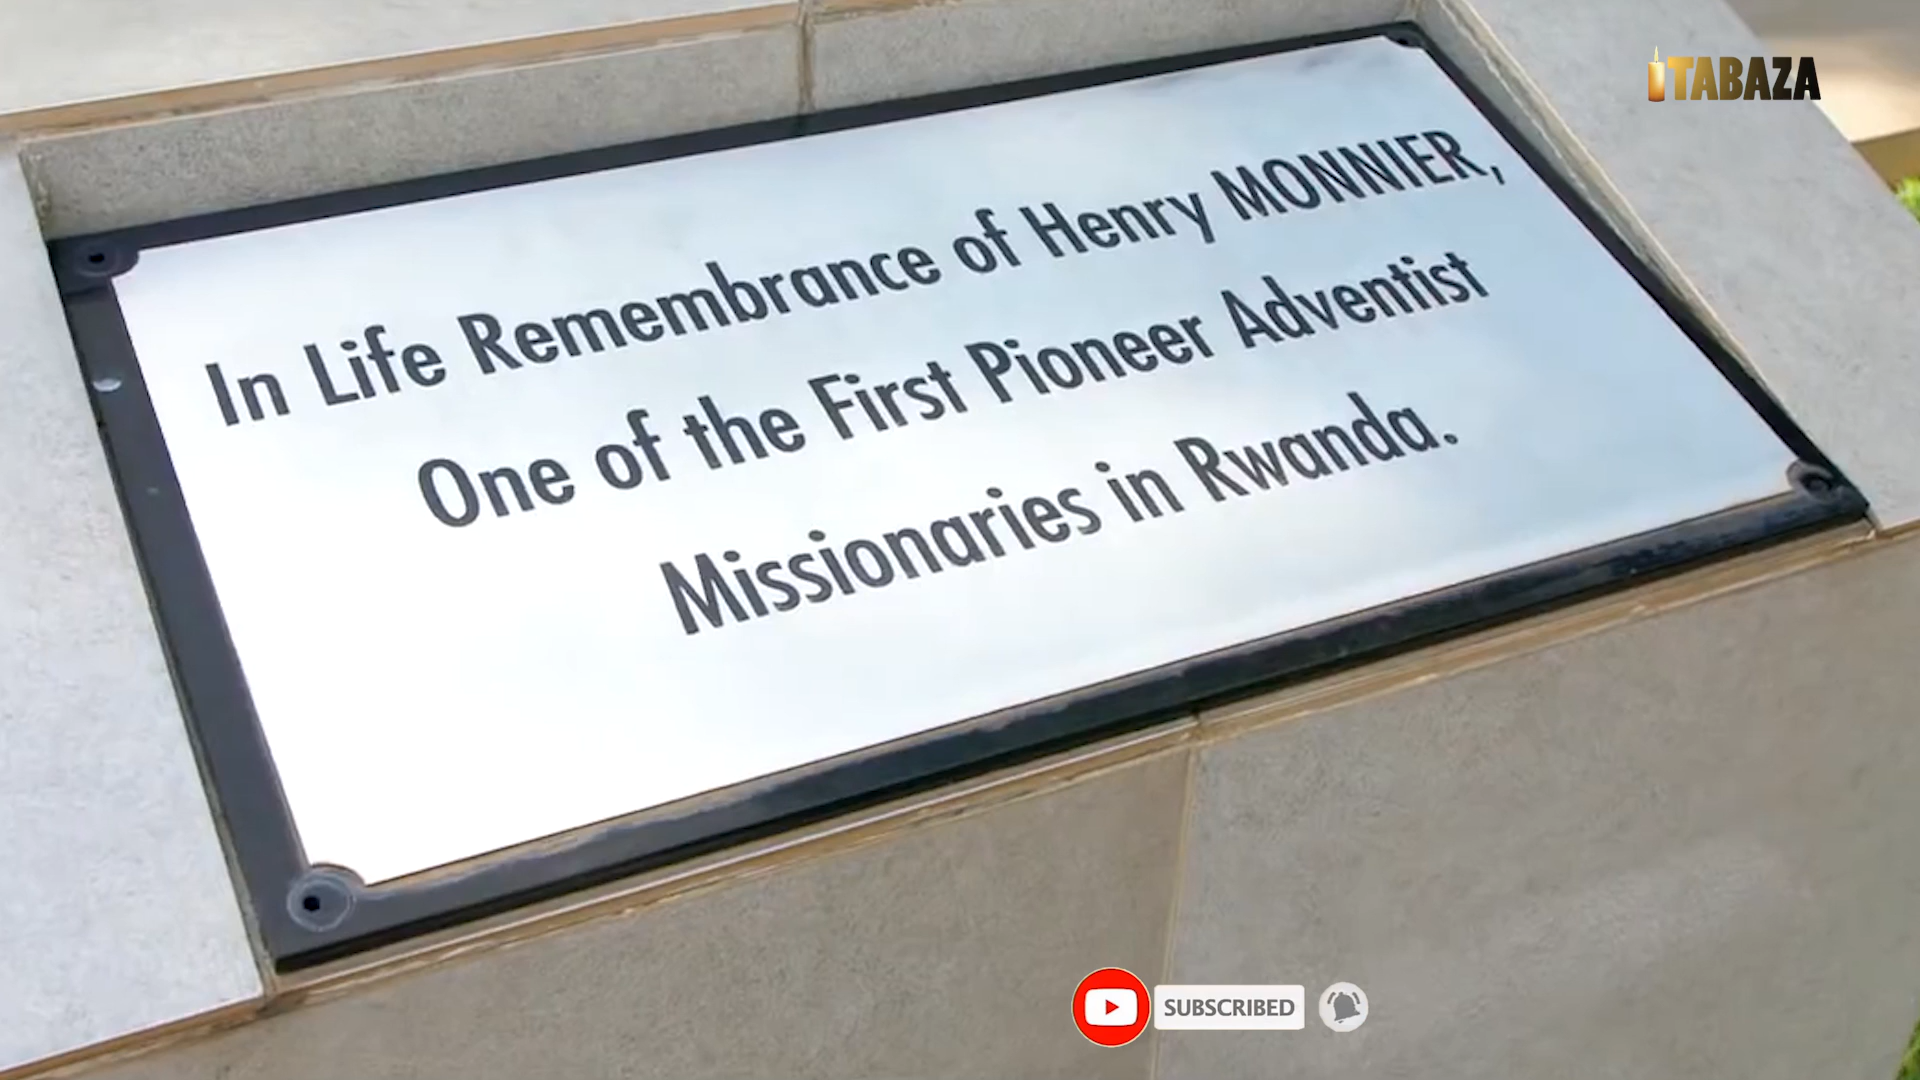 ITABAZA
In Life Remembrance of Henry MONNIER,
One of the First Pioneer Adventist
Missionaries in Rwanda.
SUBSCRIBED